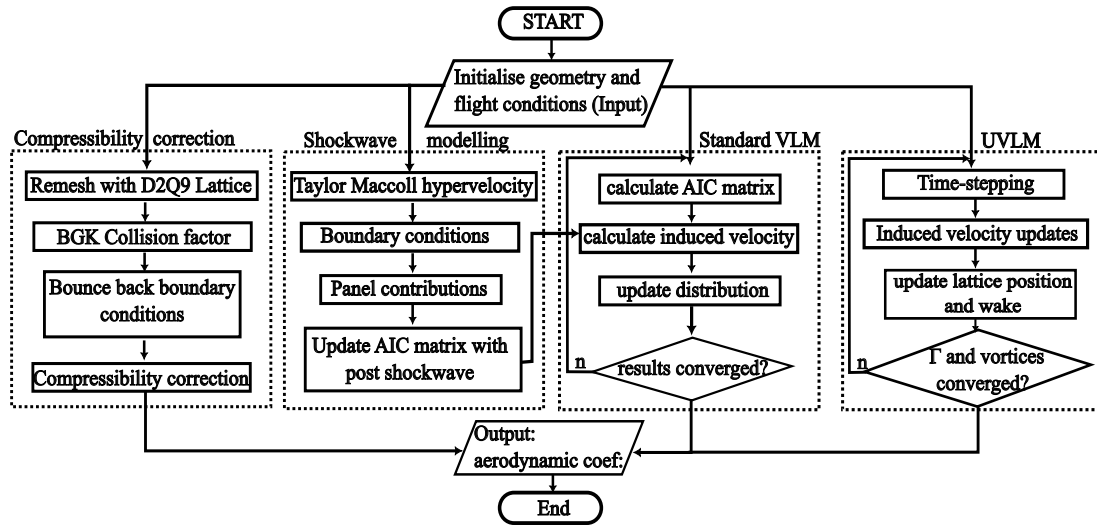 START
Initialise geometry and
flight conditions (Input)
Compressibility correction
Remesh with D2Q9 Lattice
BGK Collision factor
Bounce back boundary
conditions
Compressibility correction
Shockwave modelling
Taylor Maccoll hypervelocity
Boundary conditions
Panel contributions
Update AIC matrix with
post shockwave
Standard VLM
calculate AIC matrix
calculate induced velocity
update distribution
n
results converged?
UVLM
Time-stepping
Induced velocity updates
update lattice position
and wake
n
Γ and vortices
converged?
Output:
aerodynamic coef:
End